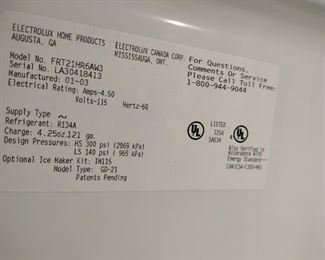 ELECTROLUX HOME PRODUCTS
AUGUSTA, GA
ELECTROLUX CANADA CORP.
MISSISSAUGA, ONT.
For Questions,
Comments Or Service
Please Call Toll Free:
1-800-944-9044
Model No. FRT21HR6AW3
Serial No. LA30418413
Manufactured: 01-03
Electrical Rating: Amps-4.50
Volts-115 Hertz-60
Supply Type ~
Refrigerant: R134A
Charge: 4.25oz.121 gm.
Design Pressures: HS 300 psi (2069 kPa)
LS 140 psi ( 965 kPa)
Optional Ice Maker Kit: IM115
Model Type: GD-21
Patents Pending
UL
LISTED
325A
SA634
UL
Also Verified in
Accordance With
Energy Standard